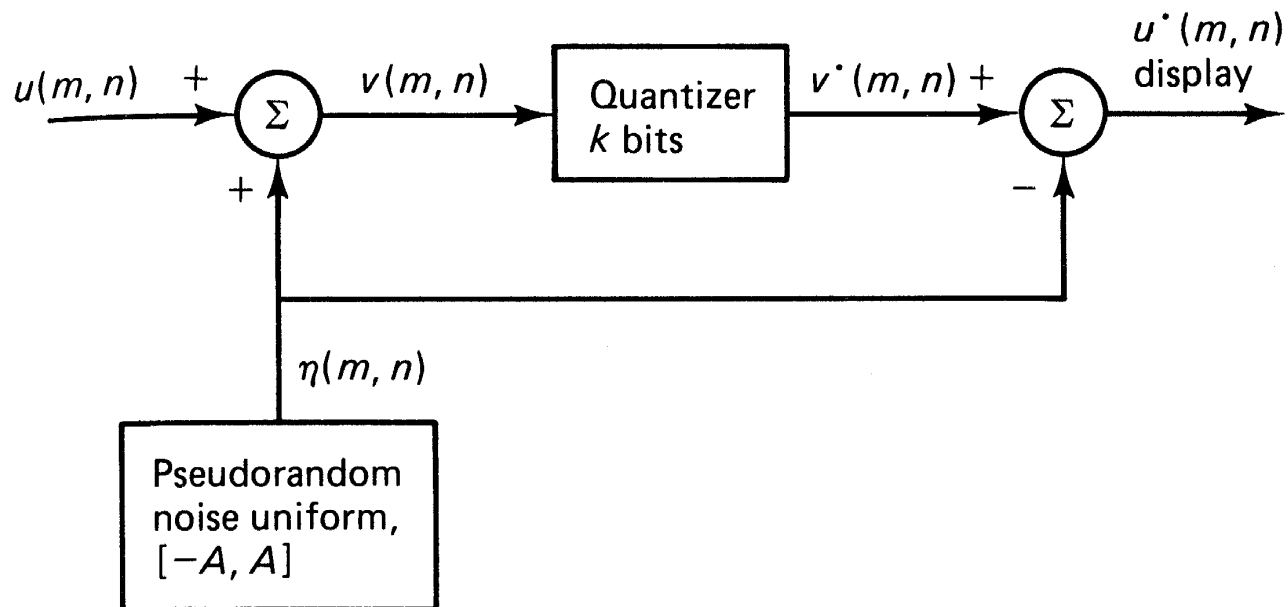 u(m, n)
+
Σ
+
v(m, n)
Quantizer
k bits
v˙(m, n) +
Σ
−
u˙(m, n)
display
η(m, n)
Pseudorandom
noise uniform,
[−A, A]